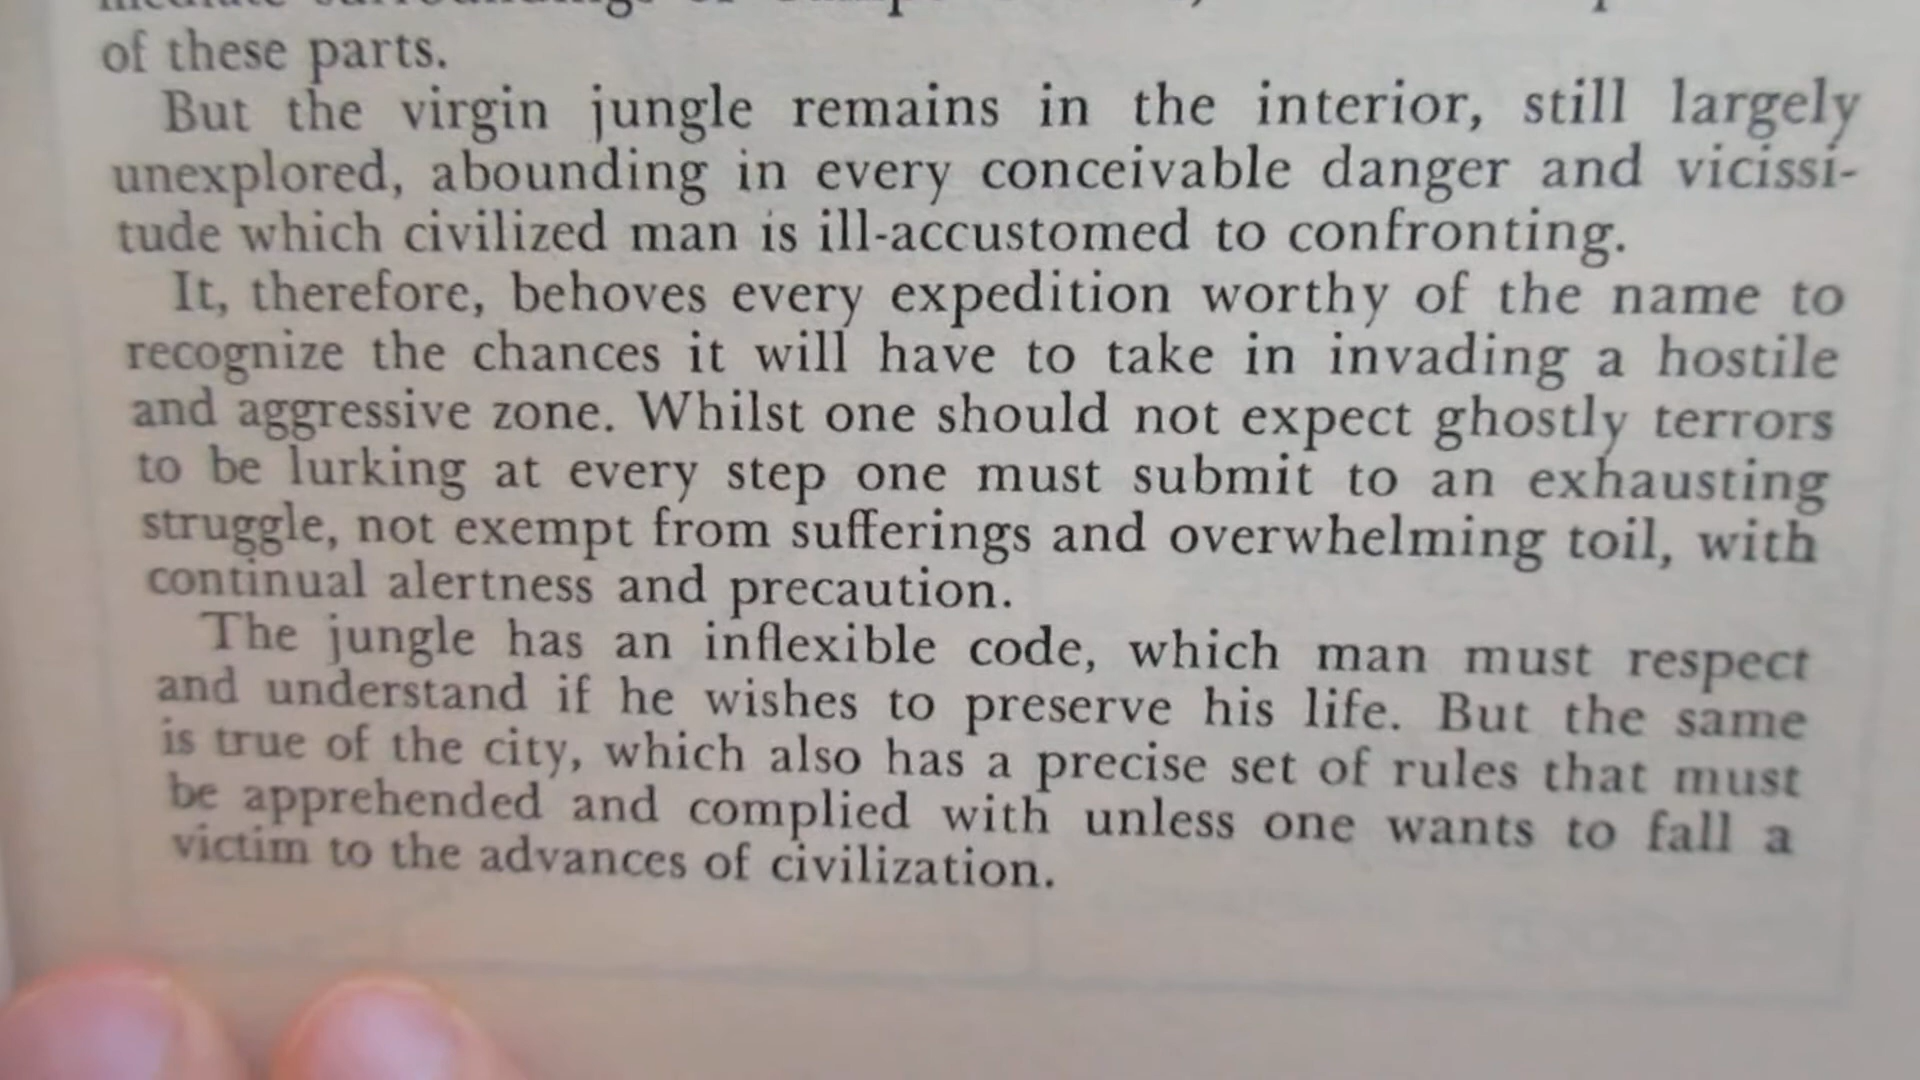 of these parts.
But the virgin jungle remains in the interior, still largely
unexplored, abounding in every conceivable danger and vicissi-
tude which civilized man is ill-accustomed to confronting.
It, therefore, behoves every expedition worthy of the name to
recognize the chances it will have to take in invading a hostile
and aggressive zone. Whilst one should not expect ghostly terrors
to be lurking at every step one must submit to an exhausting
struggle, not exempt from sufferings and overwhelming toil, with
continual alertness and precaution.
The jungle has an inflexible code, which man must respect
and understand if he wishes to preserve his life. But the same
is true of the city, which also has a precise set of rules that must
be apprehended and complied with unless one wants to fall a
victim to the advances of civilization.